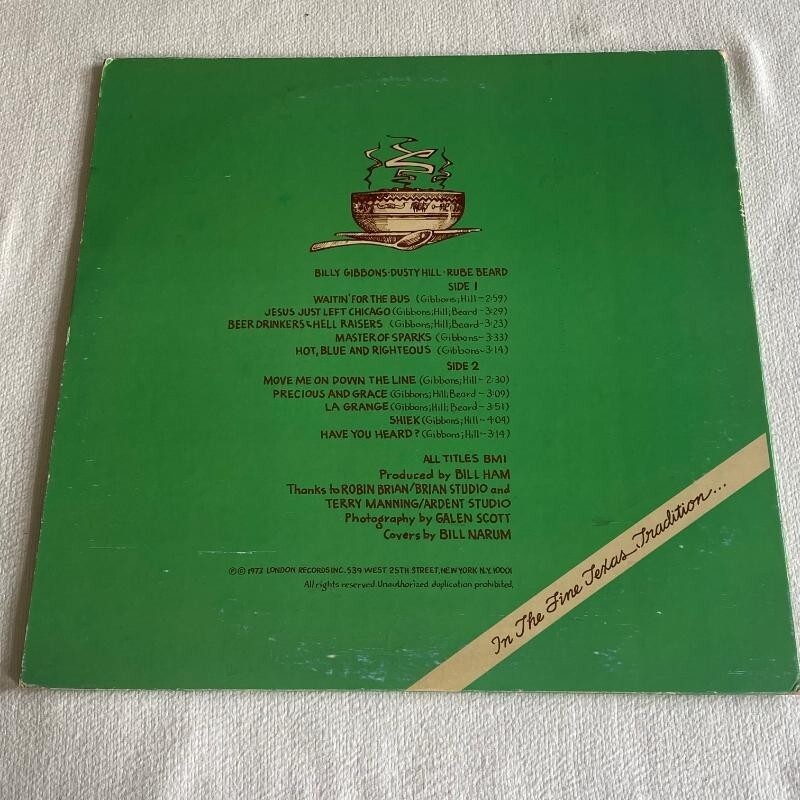 BILLY GIBBONS · DUSTY HILL · RUBE BEARD
SIDE 1
WAITIN' FOR THE BUS (Gibbons; Hill-2:59)
JESUS JUST LEFT CHICAGO (Gibbons; Hill; Beard-3:29)
BEER DRINKERS & HELL RAISERS (Gibbons; Hill; Beard-3:23)
MASTER OF SPARKS (Gibbons-3:33)
HOT, BLUE AND RIGHTEOUS (Gibbons-3:14)
SIDE 2
MOVE ME ON DOWN THE LINE (Gibbons; Hill-2:30)
PRECIOUS AND GRACE (Gibbons; Hill; Beard-3:09)
LA GRANGE (Gibbons; Hill; Beard-3:51)
SHIEK (Gibbons; Hill-4:04)
HAVE YOU HEARD? (Gibbons; Hill-3:14)
ALL TITLES BMI
Produced by BILL HAM
Thanks to ROBIN BRIAN/BRIAN STUDIO and
TERRY MANNING/ARDENT STUDIO
Photography by GALEN SCOTT
Covers by BILL NARUM
℗ © 1973 LONDON RECORDS INC. 539 WEST 25TH STREET, NEW YORK N.Y. 10001
All rights reserved. Unauthorized duplication prohibited.
In The Fine Texas Tradition...